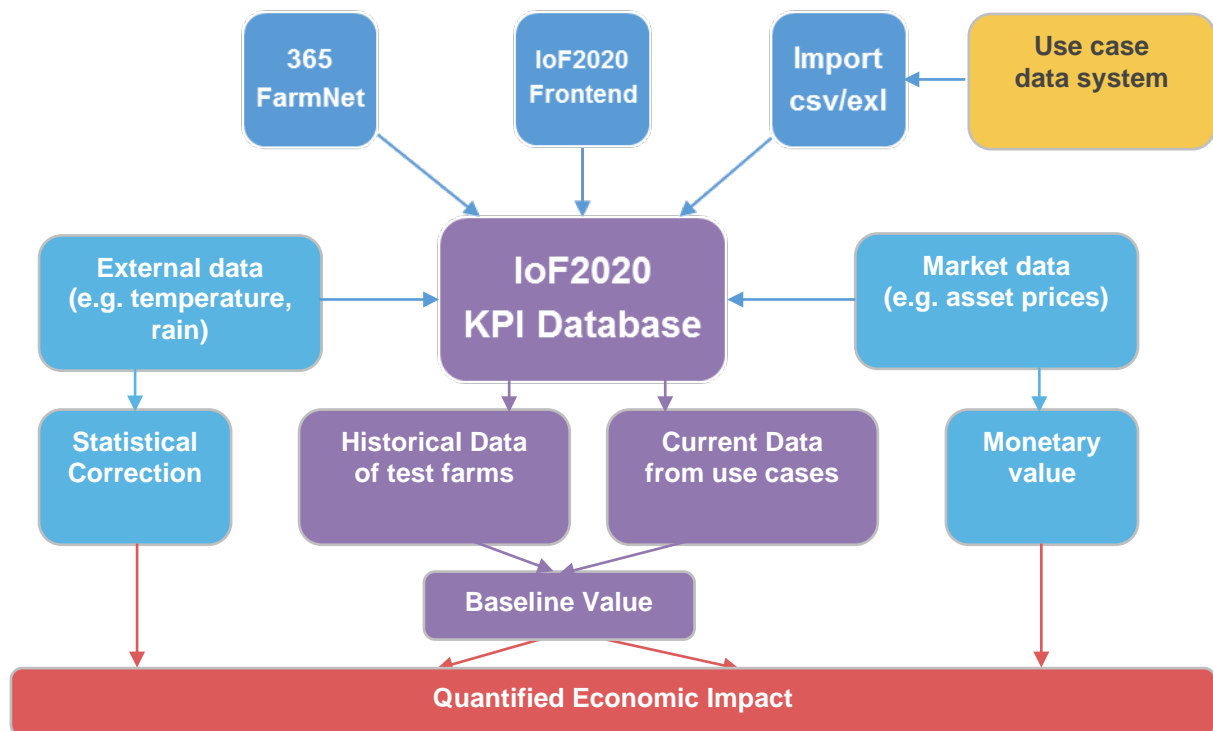 365
FarmNet
IoF2020
Frontend
Import
csv/exl
Use case
data system
External data
(e.g. temperature,
rain)
IoF2020
KPI Database
Market data
(e.g. asset prices)
Statistical
Correction
Historical Data
of test farms
Current Data
from use cases
Monetary
value
Baseline Value
Quantified Economic Impact